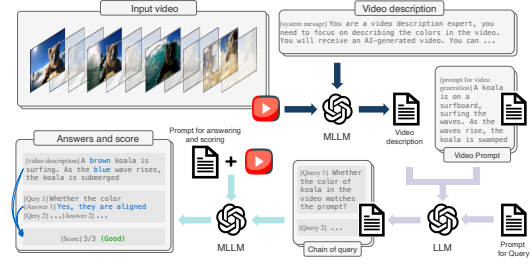 Input video
Video description
[system message] You are a video description expert, you
need to focus on describing the colors in the video.
You will receive an AI-generated video. You can ...
[prompt for video
generation] A koala
is on a
surfboard,
surfing the
waves. As the
waves rise, the
koala is swamped
Video Prompt
MLLM
Video
description
Answers and score
Prompt for answering
and scoring
[video description] A brown koala is
surfing. As the blue wave rises,
the koala is submerged
[Qery 1] Whether the color
[Answer 1] Yes, they are aligned
[Qery 2] ...[Answer 2] ...
[Score] 3/3 (Good)
MLLM
[Query 1] Whether
the color of
koala in the
video matches
the prompt?
[Query 2] ...
Chain of query
LLM
Prompt
for Query